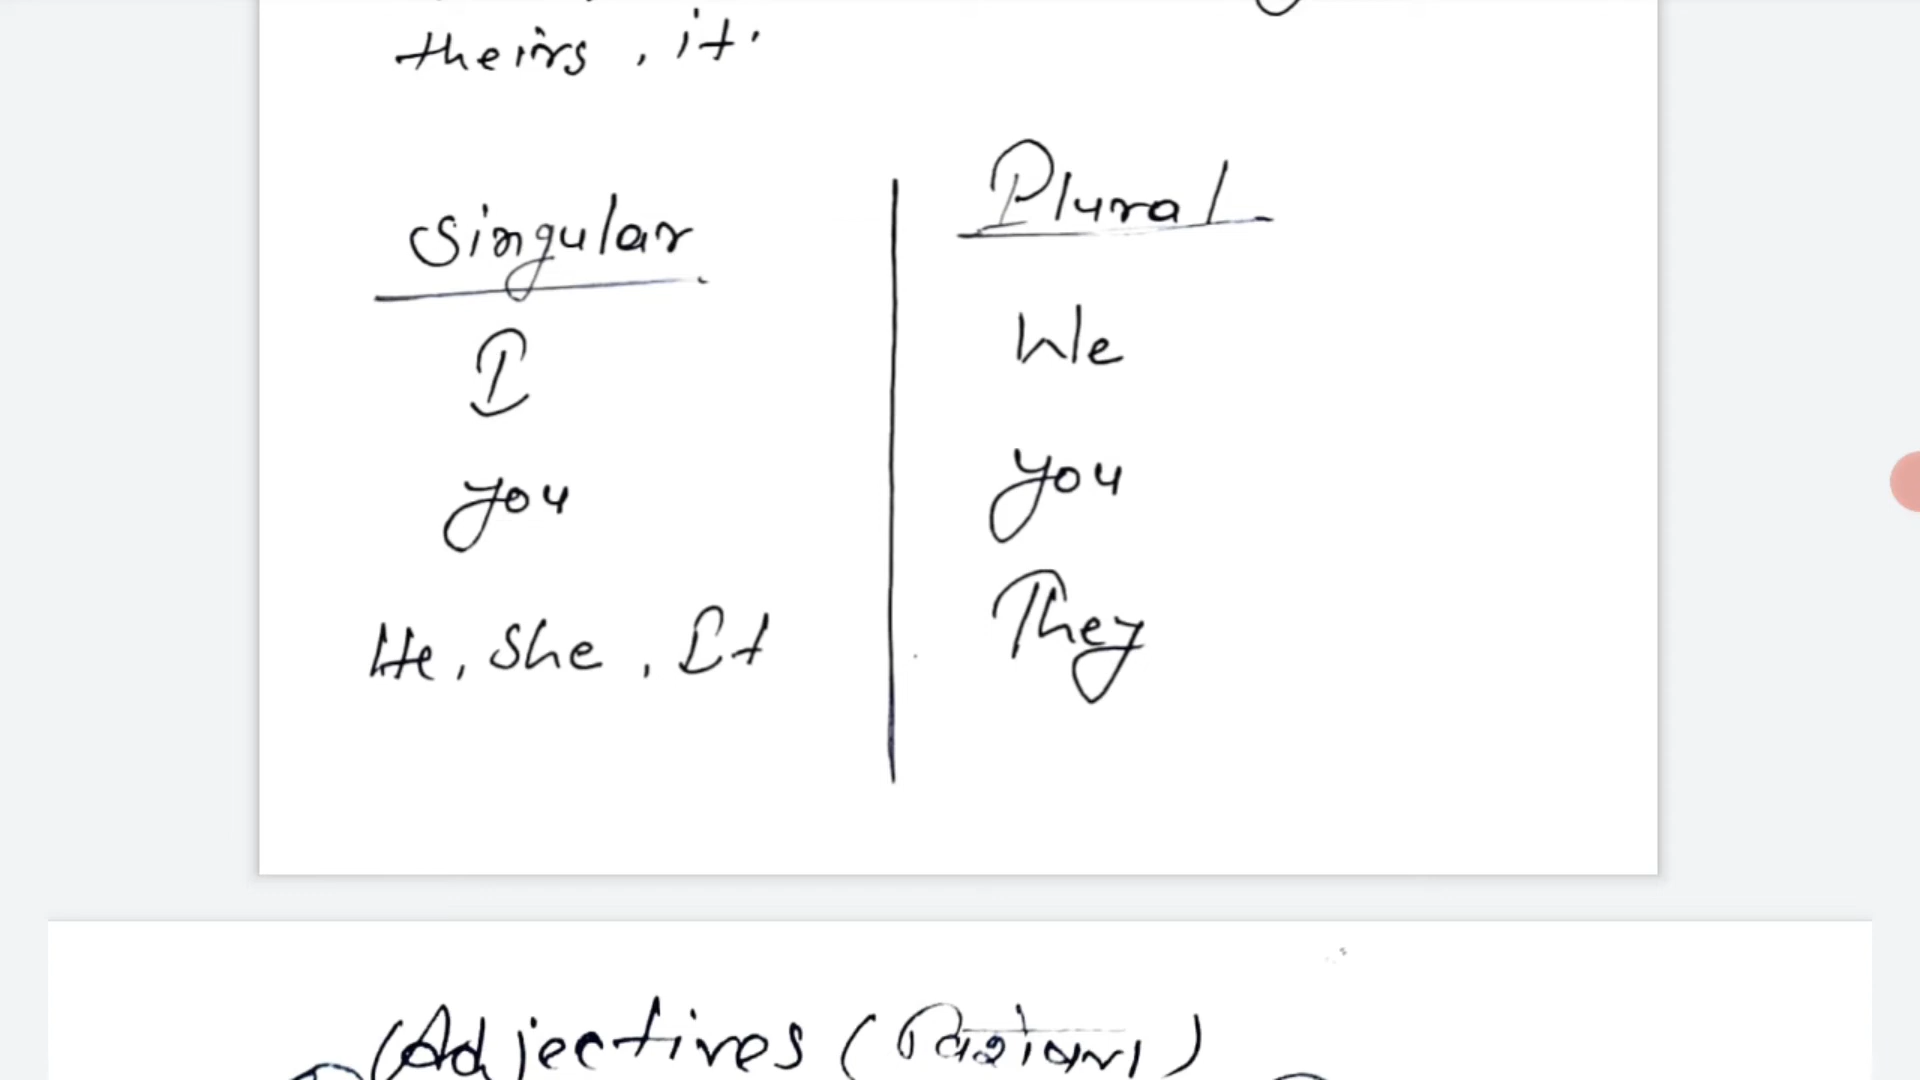 theirs, it.
Singular | Plural
I | We
you | you
He, She, It | They
Adjectives (